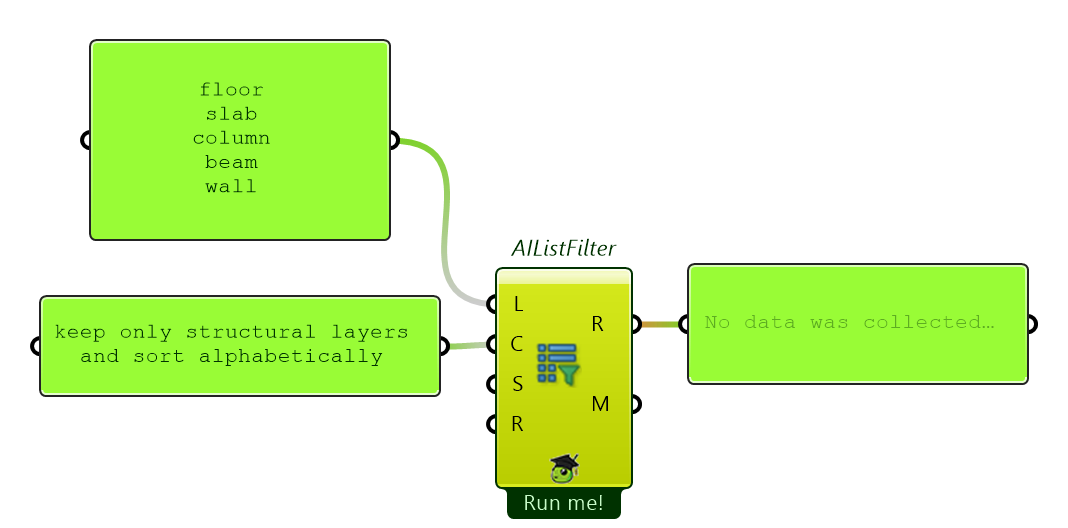 floor
slab
column
beam
wall
keep only structural layers
and sort alphabetically
AIListFilter
L
C
S
R
R
M
Run me!
No data was collected…